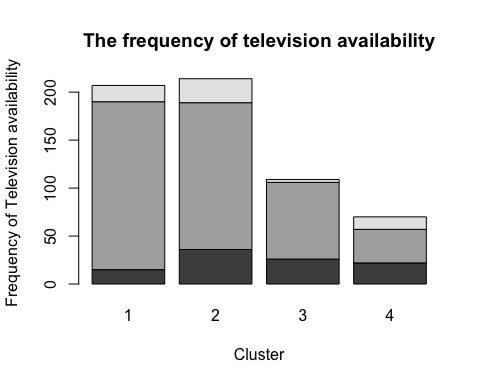 The frequency of television availability
Frequency of Television availability
200
150
100
50
0
1 2 3 4
Cluster